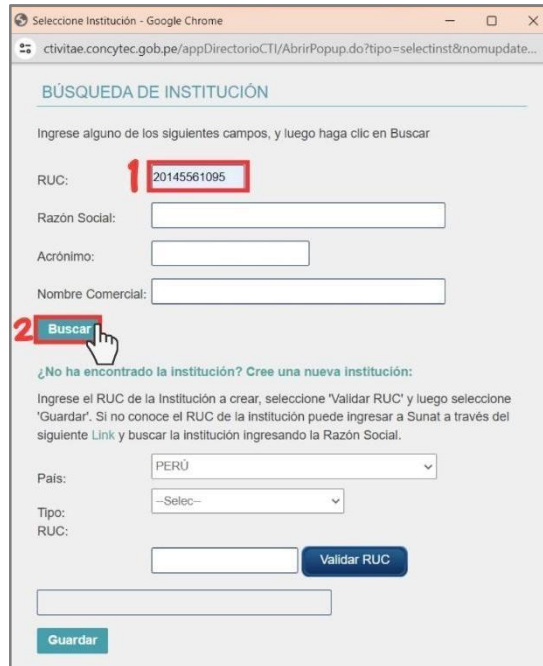 Seleccione Institución - Google Chrome
ctivitae.concytec.gob.pe/appDirectorioCTI/AbrirPopup.do?tipo=selectinst&nomupdate...
BÚSQUEDA DE INSTITUCIÓN
Ingrese alguno de los siguientes campos, y luego haga clic en Buscar
RUC: 1 20145561095
Razón Social:
Acrónimo:
Nombre Comercial:
2 Buscar
¿No ha encontrado la institución? Cree una nueva institución:
Ingrese el RUC de la Institución a crear, seleccione 'Validar RUC' y luego seleccione
'Guardar'. Si no conoce el RUC de la institución puede ingresar a Sunat a través del
siguiente Link y buscar la institución ingresando la Razón Social.
País: PERÚ
Tipo: --Selec--
RUC:
Validar RUC
Guardar